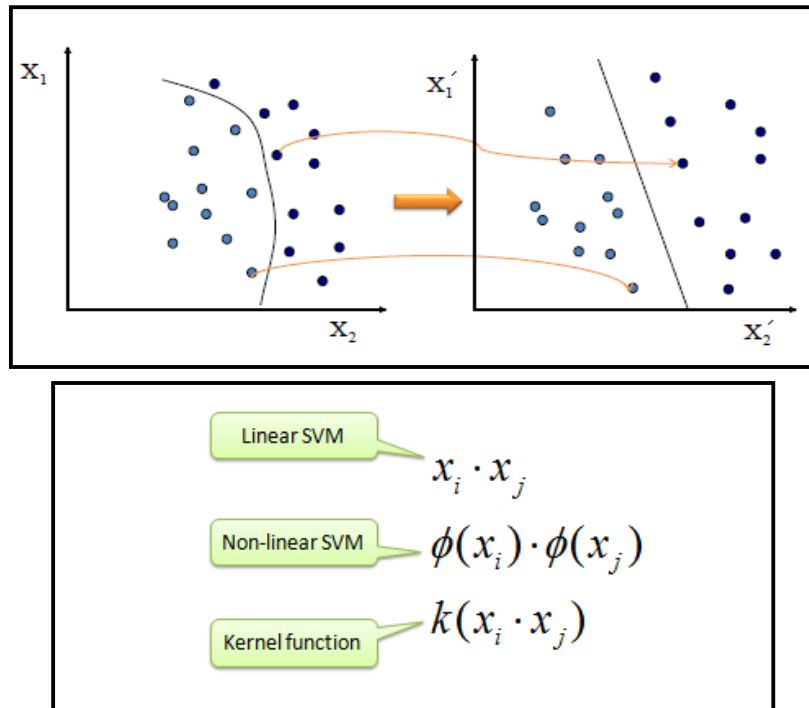 X₁
X₂
X₁´
X₂´
Linear SVM
xᵢ · xⱼ
Non-linear SVM
ϕ(xᵢ) · ϕ(xⱼ)
Kernel function
k(xᵢ · xⱼ)